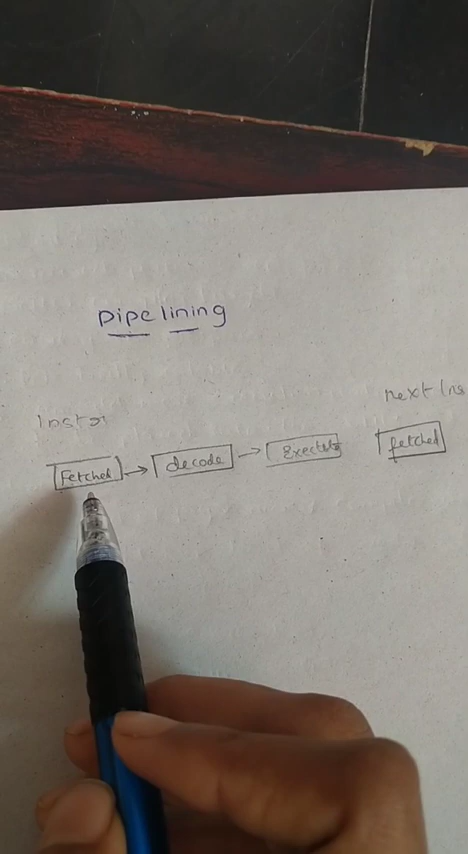 Pipelining
next Ins
Instr
Fetched → decode → Execute fetched